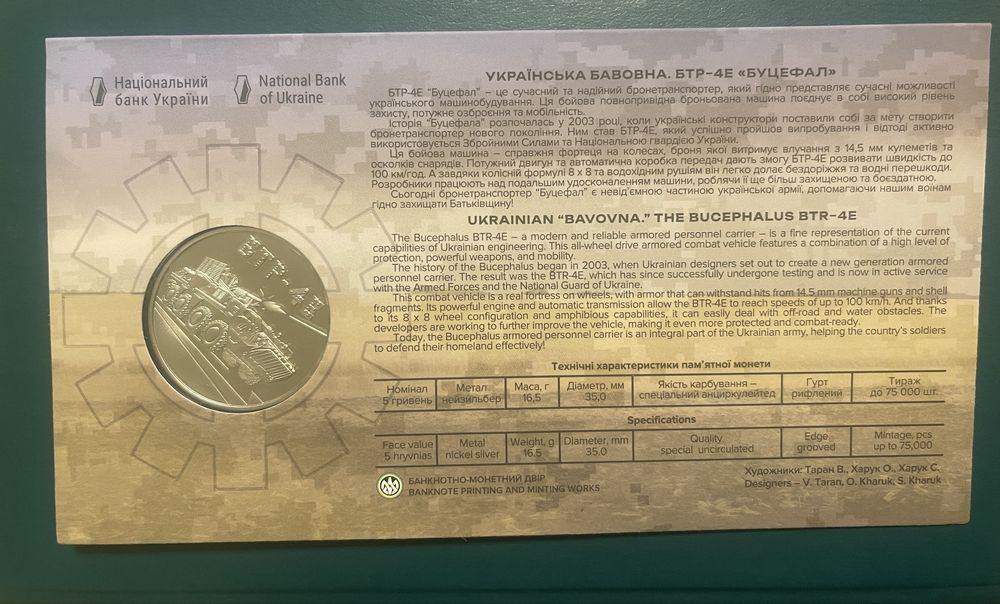 Національний
банк України
National Bank
of Ukraine
УКРАЇНСЬКА БАВОВНА. БТР-4Е «БУЦЕФАЛ»
БТР-4Е "Буцефал" – це сучасний та надійний бронетранспортер, який гідно представляє сучасні можливості
українського машинобудування. Ця бойова повнопривідна броньована машина поєднує в собі високий рівень
захисту, потужне озброєння та мобільність.
Історія "Буцефала" розпочалась у 2003 році, коли українські конструктори поставили собі за мету створити
бронетранспортер нового покоління. Ним став БТР-4Е, який успішно пройшов випробування і відтоді активно
використовується Збройними Силами та Національною гвардією України.
Ця бойова машина – справжня фортеця на колесах, броня якої витримує влучання з 14,5 мм кулеметів та
осколків снарядів. Потужний двигун та автоматична коробка передач дають змогу БТР-4Е розвивати швидкість до
100 км/год. А завдяки колісній формулі 8 x 8 та водохідним рушіям він легко долає бездоріжжя та водні перешкоди.
Розробники працюють над подальшим удосконаленням машини, роблячи її ще більш захищеною та боєздатною.
Сьогодні бронетранспортер "Буцефал" є невід'ємною частиною української армії, допомагаючи нашим воїнам
гідно захищати Батьківщину!
UKRAINIAN "BAVOVNA." THE BUCEPHALUS BTR-4E
The Bucephalus BTR-4E – a modern and reliable armored personnel carrier – is a fine representation of the current
capabilities of Ukrainian engineering. This all-wheel drive armored combat vehicle features a combination of a high level of
protection, powerful weapons, and mobility.
The history of the Bucephalus began in 2003, when Ukrainian designers set out to create a new generation armored
personnel carrier. The result was the BTR-4E, which has since successfully undergone testing and is now in active service
with the Armed Forces and the National Guard of Ukraine.
This combat vehicle is a real fortress on wheels, with armor that can withstand hits from 14.5 mm machine guns and shell
fragments. Its powerful engine and automatic transmission allow the BTR-4E to reach speeds of up to 100 km/h. And thanks
to its 8 x 8 wheel configuration and amphibious capabilities, it can easily deal with off-road and water obstacles. The
developers are working to further improve the vehicle, making it even more protected and combat-ready.
Today, the Bucephalus armored personnel carrier is an integral part of the Ukrainian army, helping the country's soldiers
to defend their homeland effectively!
БТР-4Е
Технічні характеристики пам'ятної монети
Номінал Метал Маса, г Діаметр, мм Якість карбування – Гурт Тираж
5 гривень нейзильбер 16,5 35,0 спеціальний анциркулейтед рифлений до 75 000 шт.
Specifications
Face value Metal Weight, g Diameter, mm Quality Edge Mintage, pcs
5 hryvnias nickel silver 16.5 35.0 special uncirculated grooved up to 75,000
БАНКНОТНО-МОНЕТНИЙ ДВІР
BANKNOTE PRINTING AND MINTING WORKS
Художники: Таран В., Харук О., Харук С.
Designers – V. Taran, O. Kharuk, S. Kharuk